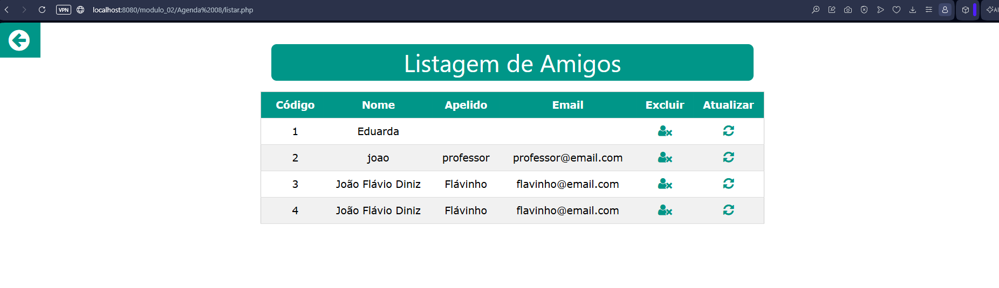 VPN localhost:8080/modulo_02/Agenda%2008/listar.php AI
Listagem de Amigos
Código Nome Apelido Email Excluir Atualizar
1 Eduarda
2 joao professor professor@email.com
3 João Flávio Diniz Flávinho flavinho@email.com
4 João Flávio Diniz Flávinho flavinho@email.com